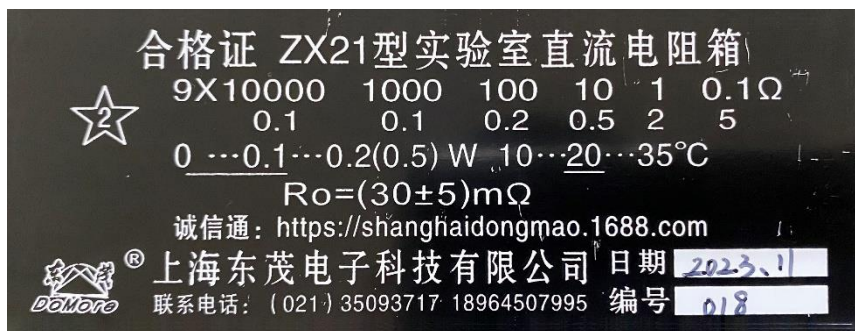 合格证 ZX21型实验室直流电阻箱
9X10000 1000 100 10 1 0.1Ω
2
0.1 0.1 0.2 0.5 2 5
0…0.1…0.2(0.5)W 10…20…35℃
Ro=(30±5)mΩ
诚信通：https://shanghaidongmao.1688.com
东茂 ® 上海东茂电子科技有限公司 日期 2023.11
DOMORE 联系电话：(021)35093717 18964507995 编号 018